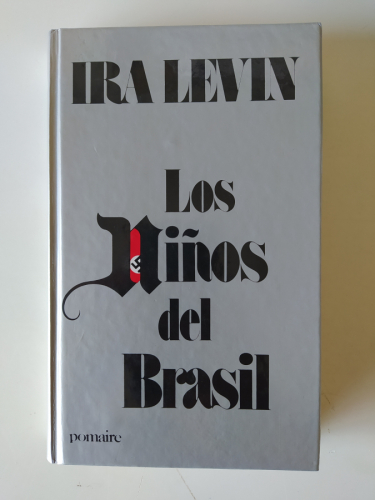 IRA LEVIN
Los
Niños
del
Brasil
pomaire